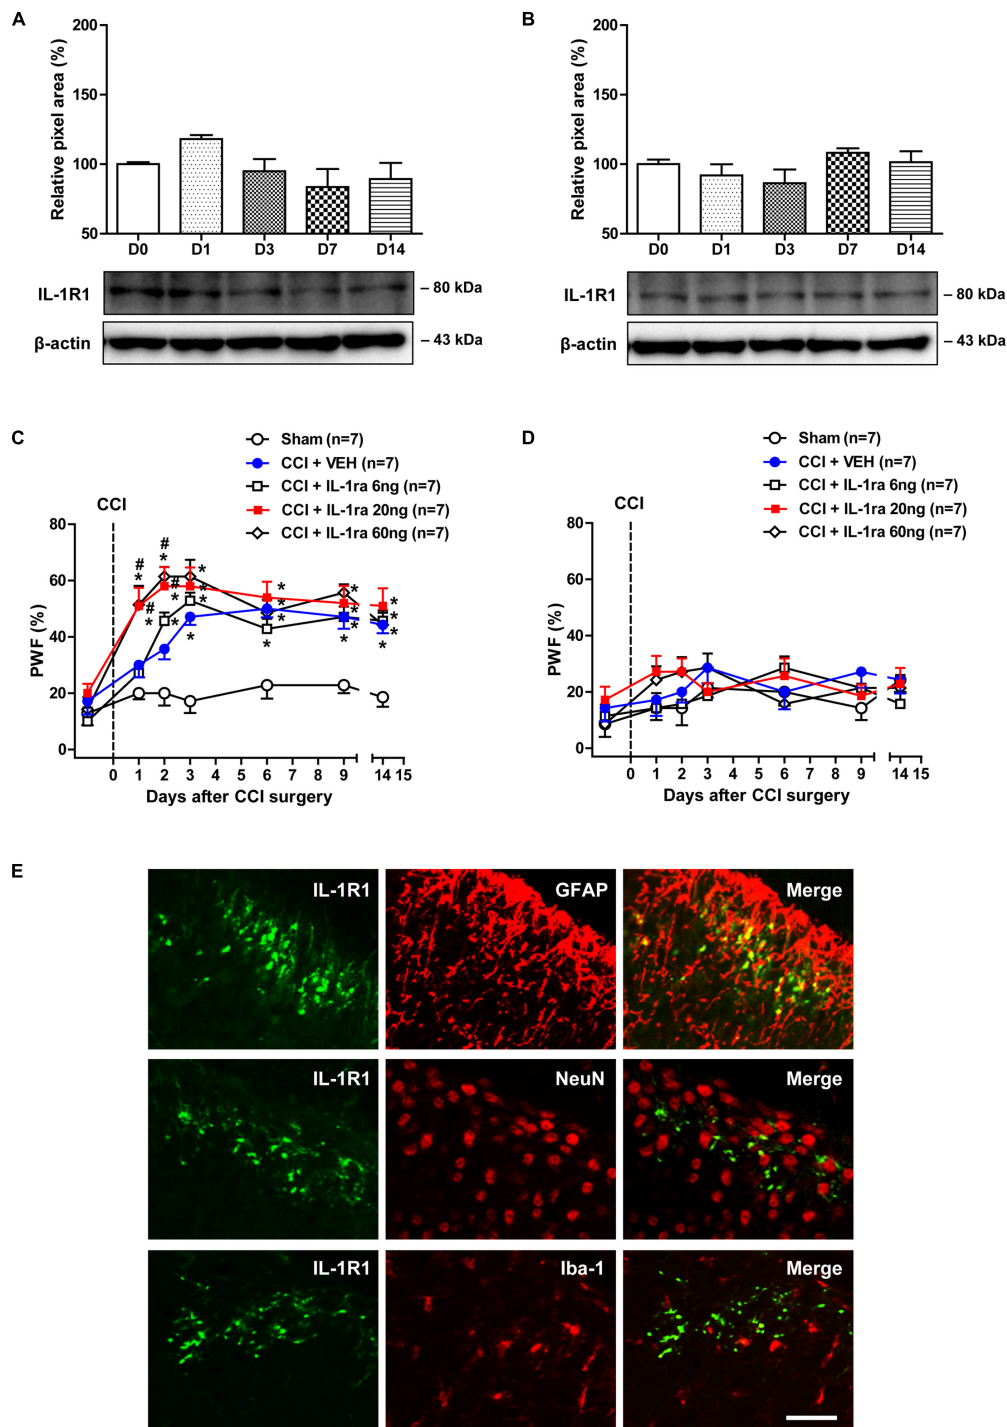 A
Relative pixel area (%)
200
150
100
50
D0 D1 D3 D7 D14
IL-1R1
– 80 kDa
β-actin
– 43 kDa
B
Relative pixel area (%)
200
150
100
50
D0 D1 D3 D7 D14
IL-1R1
– 80 kDa
β-actin
– 43 kDa
C
Sham (n=7)
CCI + VEH (n=7)
CCI + IL-1ra 6ng (n=7)
CCI + IL-1ra 20ng (n=7)
CCI + IL-1ra 60ng (n=7)
CCI
PWF (%)
80
60
40
20
0
0 1 2 3 4 5 6 7 8 9 14 15
Days after CCI surgery
D
Sham (n=7)
CCI + VEH (n=7)
CCI + IL-1ra 6ng (n=7)
CCI + IL-1ra 20ng (n=7)
CCI + IL-1ra 60ng (n=7)
CCI
PWF (%)
80
60
40
20
0
0 1 2 3 4 5 6 7 8 9 14 15
Days after CCI surgery
E
IL-1R1
GFAP
Merge
IL-1R1
NeuN
Merge
IL-1R1
Iba-1
Merge